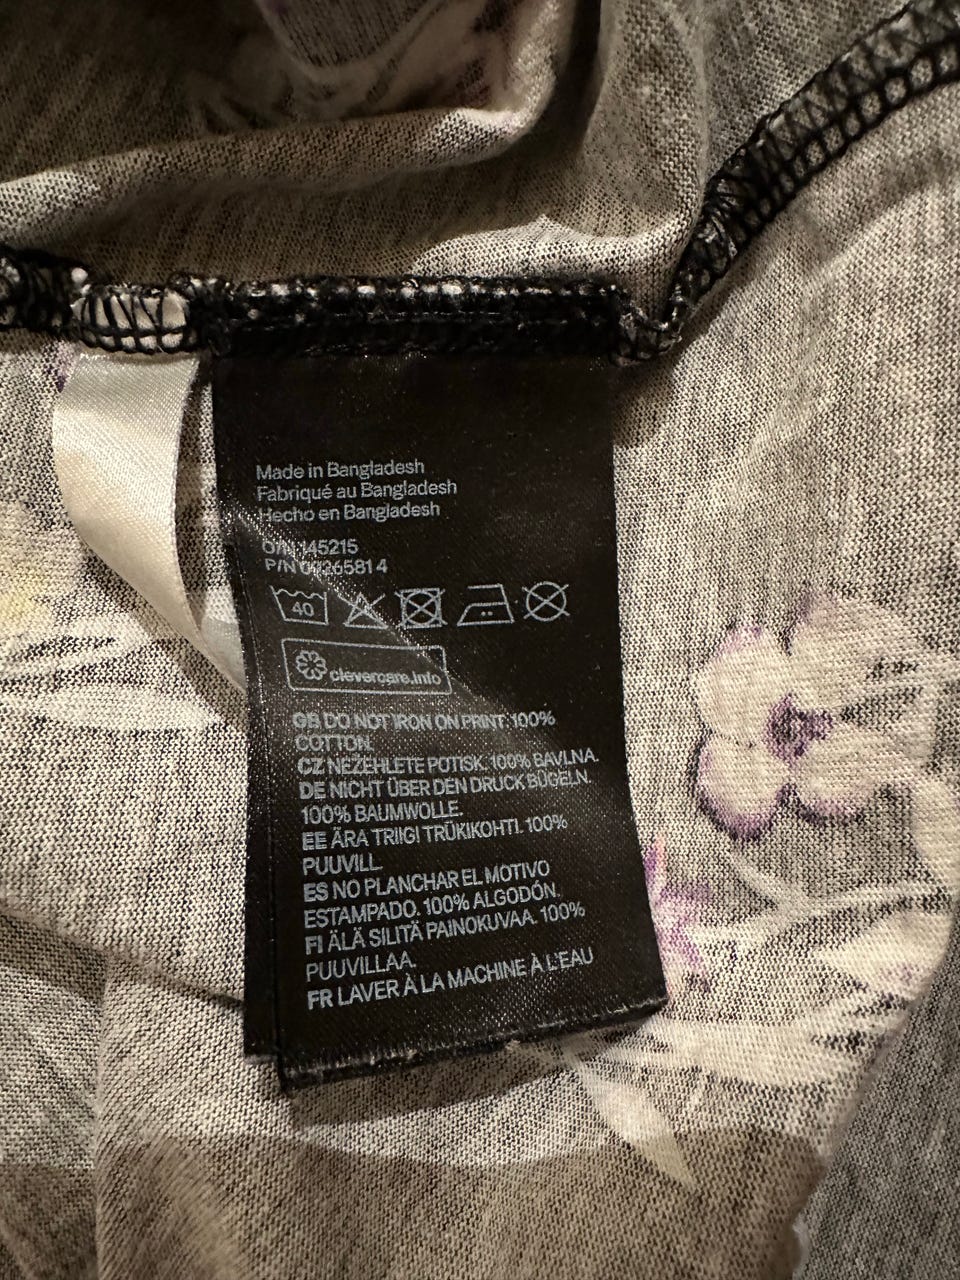 Made in Bangladesh
Fabriqué au Bangladesh
Hecho en Bangladesh
O/N 145215
P/N
40
clevercare.info
GB DO NOT IRON ON PRINT. 100%
COTTON.
CZ NEŽEHLETE POTISK. 100% BAVLNA.
DE NICHT ÜBER DEN DRUCK BÜGELN.
100% BAUMWOLLE.
EE ÄRA TRIIGI TRÜKIKOHTI. 100%
PUUVILL.
ES NO PLANCHAR EL MOTIVO
ESTAMPADO. 100% ALGODÓN.
FI ÄLÄ SILITÄ PAINOKUVAA. 100%
PUUVILLAA.
FR LAVER À LA MACHINE À L'EAU